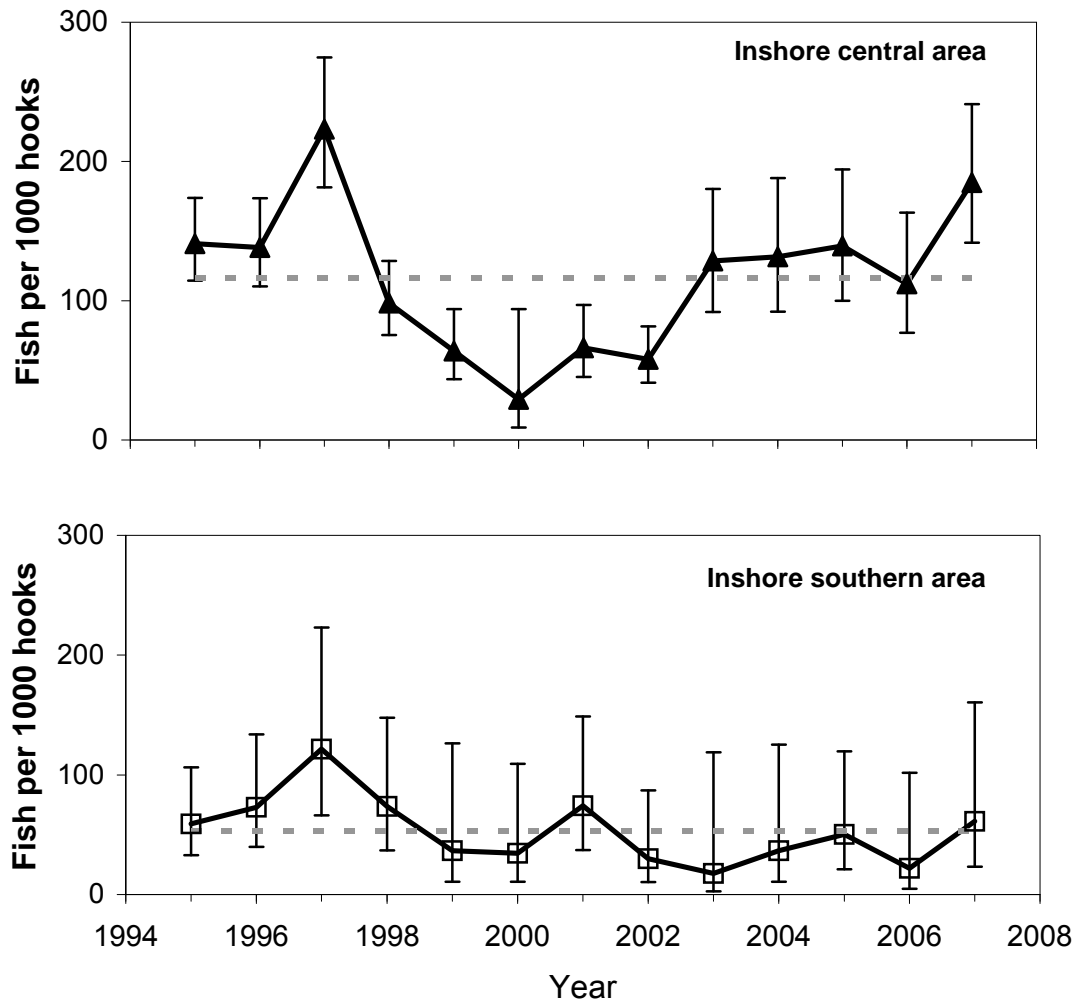 Inshore central area
Fish per 1000 hooks
300
200
100
0
Inshore southern area
Fish per 1000 hooks
300
200
100
0
1994 1996 1998 2000 2002 2004 2006 2008
Year